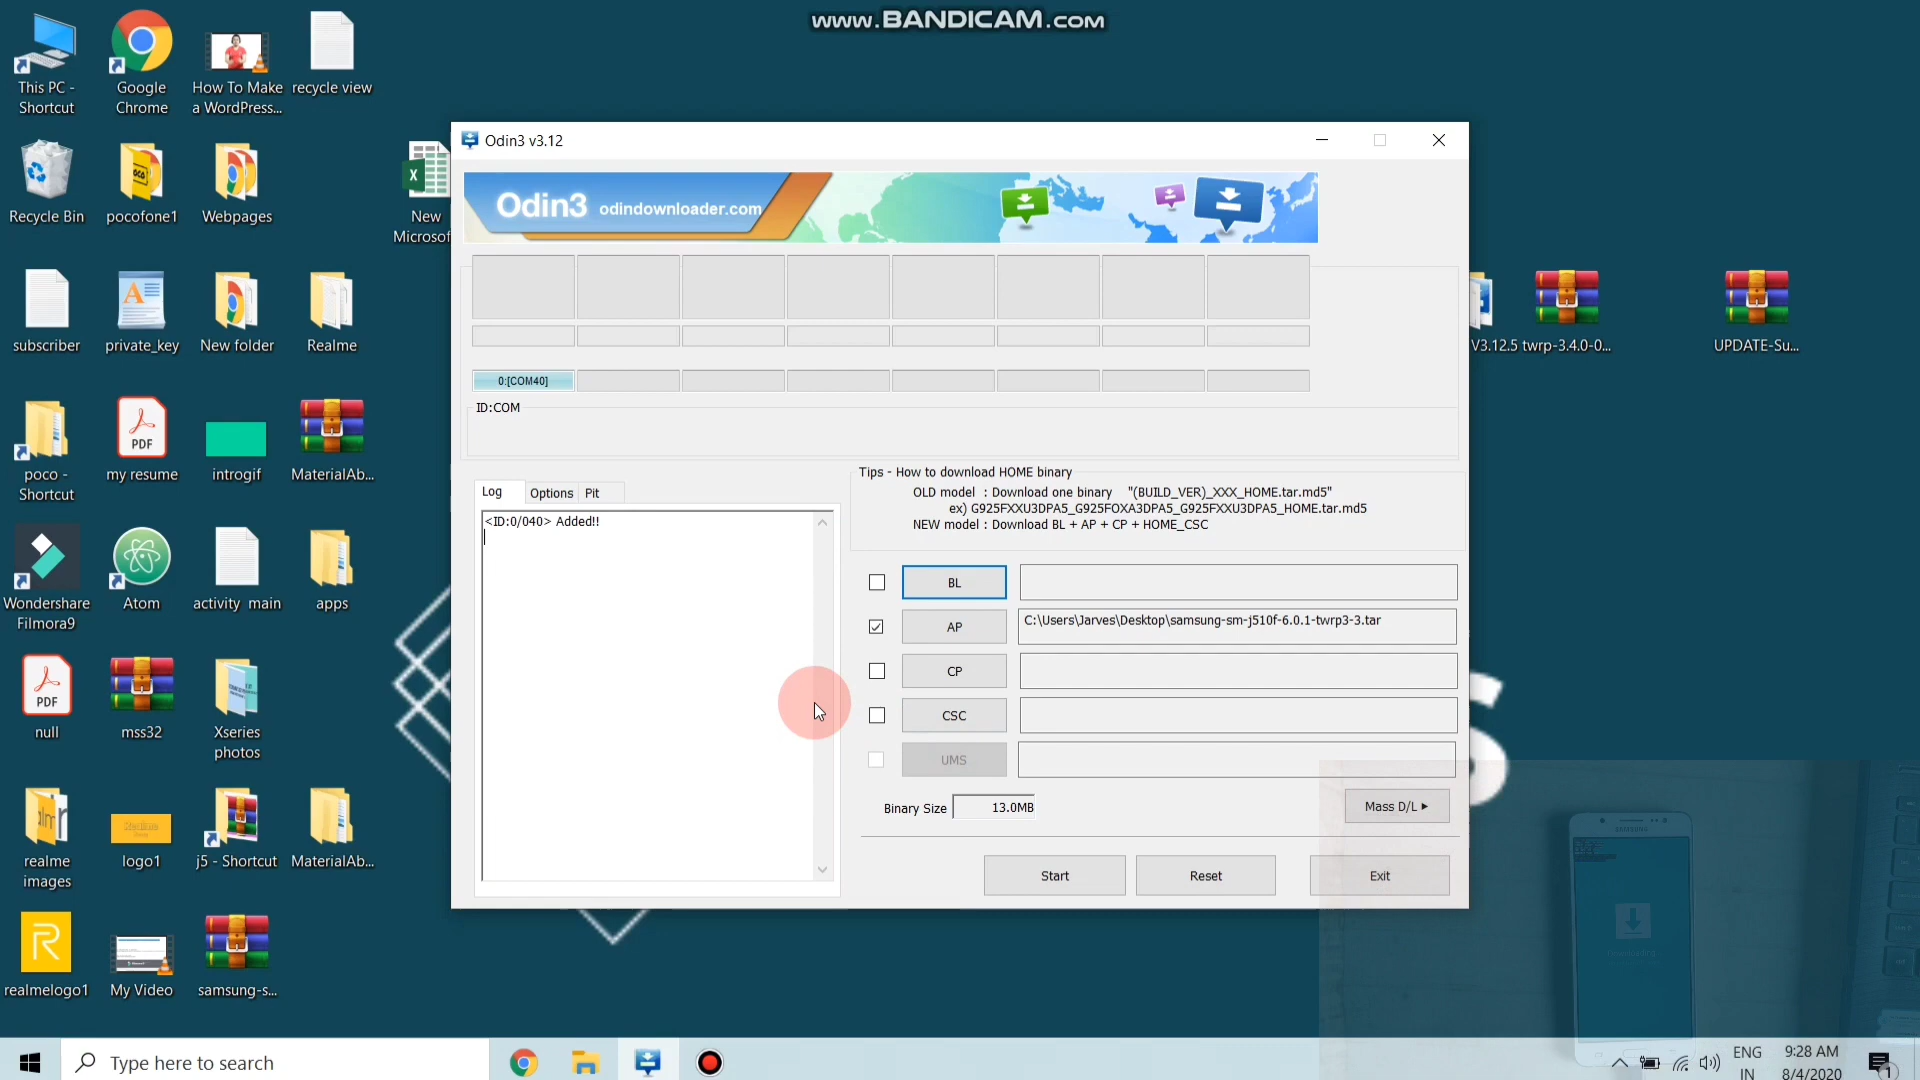 www.BANDICAM.com
This PC -
Shortcut
Google
Chrome
How To Make
a WordPress...
recycle view
Recycle Bin
pocofone1
Webpages
New
Microsof
subscriber
private_key
New folder
Realme
poco -
Shortcut
PDF
my resume
introgif
MaterialAb...
Wondershare
Filmora9
Atom
activity_main
apps
PDF
null
mss32
Xseries
photos
realme
images
logo1
j5 - Shortcut
MaterialAb...
realmelogo1
My Video
samsung-s...
V3.12.5
twrp-3.4.0-0...
UPDATE-Su...
Odin3 v3.12
Odin3 odindownloader.com
0:[COM40]
ID:COM
Log
Options
Pit
<ID:0/040> Added!!
Tips - How to download HOME binary
OLD model : Download one binary "(BUILD_VER)_XXX_HOME.tar.md5"
ex) G925FXXU3DPA5_G925FOXA3DPA5_G925FXXU3DPA5_HOME.tar.md5
NEW model : Download BL + AP + CP + HOME_CSC
BL
AP
C:\Users\Jarves\Desktop\samsung-sm-j510f-6.0.1-twrp3-3.tar
CP
CSC
UMS
Binary Size
13.0MB
Mass D/L
Start
Reset
Exit
SAMSUNG
Downloading
Type here to search
ENG
IN
9:28 AM
8/4/2020
1